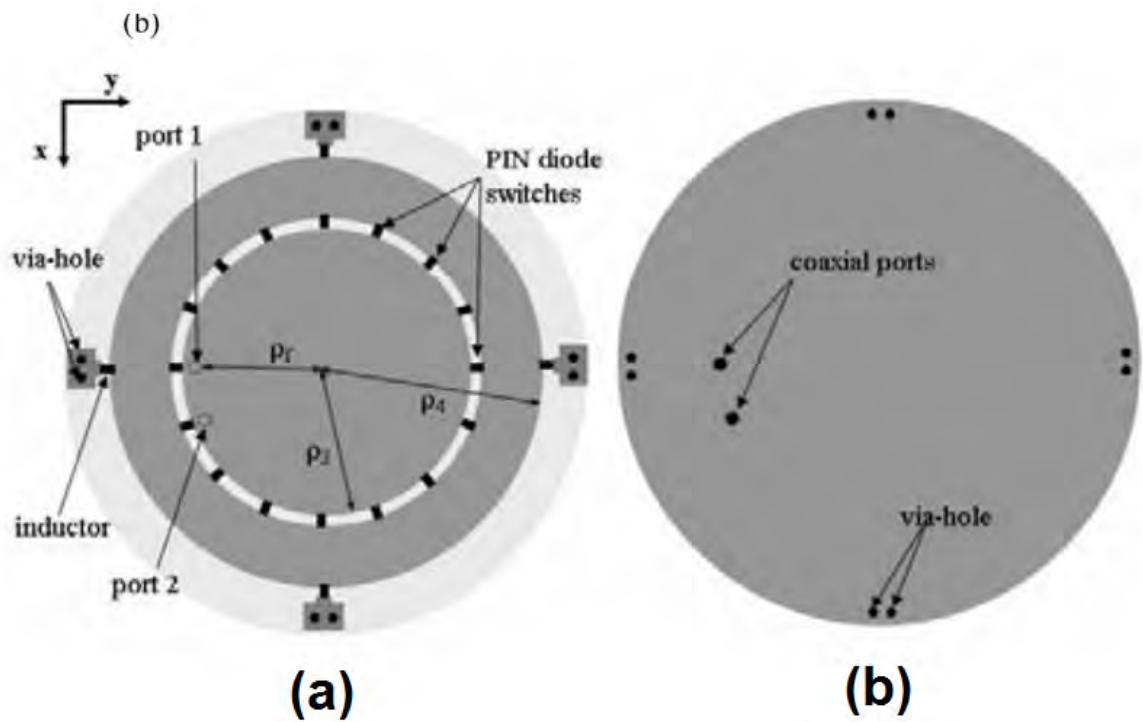 (b)
y
x
port 1
PIN diode
switches
via-hole
ρ4
inductor
port 2
coaxial ports
via-hole
(a)
(b)